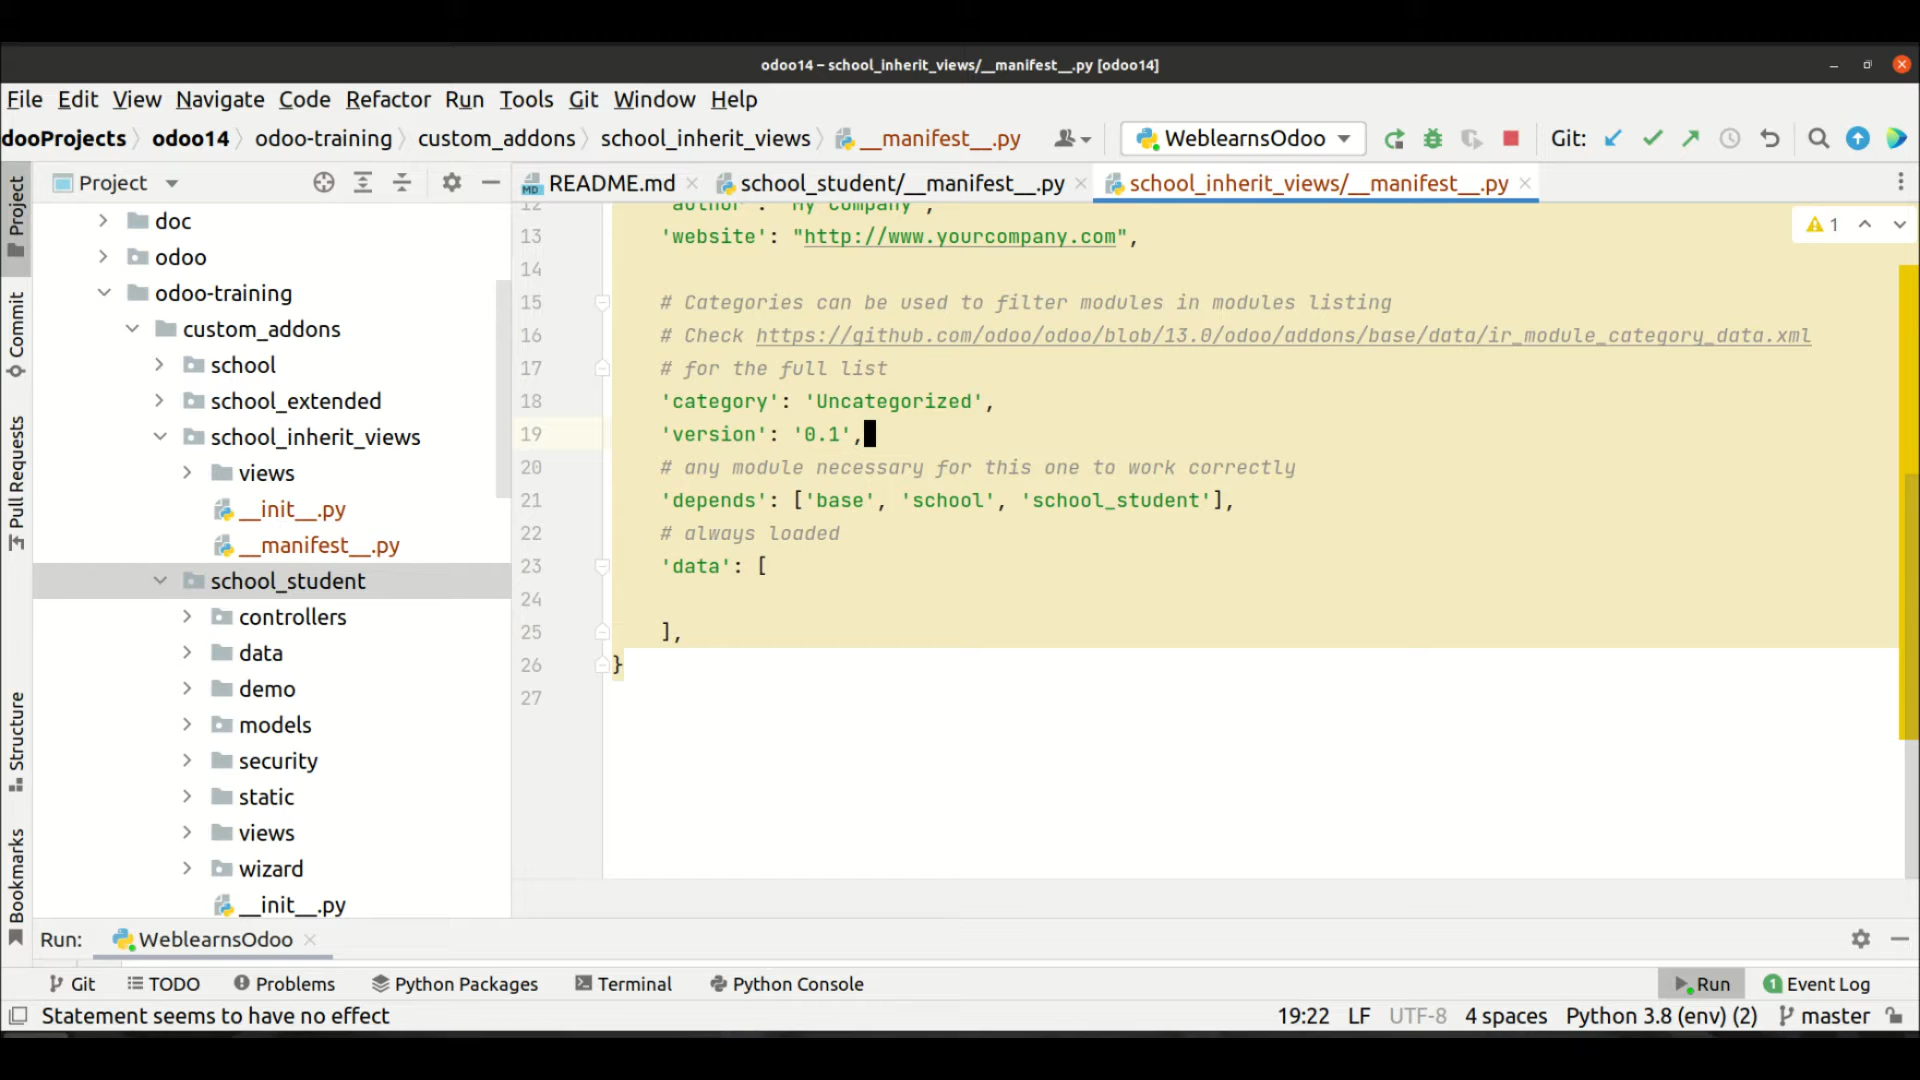 odoo14 – school_inherit_views/__manifest__.py [odoo14]
File Edit View Navigate Code Refactor Run Tools Git Window Help
dooProjects odoo14 odoo-training custom_addons school_inherit_views __manifest__.py WeblearnsOdoo Git:
Project README.md school_student/__manifest__.py school_inherit_views/__manifest__.py
Project
Commit
Pull Requests
Structure
Bookmarks
doc
odoo
odoo-training
custom_addons
school
school_extended
school_inherit_views
views
__init__.py
__manifest__.py
school_student
controllers
data
demo
models
security
static
views
wizard
__init__.py
12 'author': "My Company",
13 'website': "http://www.yourcompany.com",
14
15 # Categories can be used to filter modules in modules listing
16 # Check https://github.com/odoo/odoo/blob/13.0/odoo/addons/base/data/ir_module_category_data.xml
17 # for the full list
18 'category': 'Uncategorized',
19 'version': '0.1',
20 # any module necessary for this one to work correctly
21 'depends': ['base', 'school', 'school_student'],
22 # always loaded
23 'data': [
24
25 ],
26 }
27
1
Run: WeblearnsOdoo
Git TODO Problems Python Packages Terminal Python Console Run 1 Event Log
Statement seems to have no effect 19:22 LF UTF-8 4 spaces Python 3.8 (env) (2) master